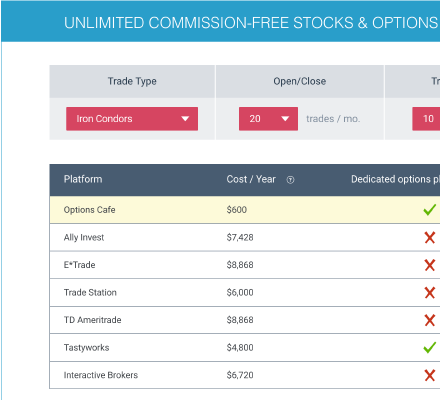 UNLIMITED COMMISSION-FREE STOCKS & OPTIONS
Trade Type Open/Close
Iron Condors 20 trades / mo. 10
Platform Cost / Year Dedicated options
Options Cafe $600
Ally Invest $7,428
E*Trade $8,868
Trade Station $6,000
TD Ameritrade $8,868
Tastyworks $4,800
Interactive Brokers $6,720